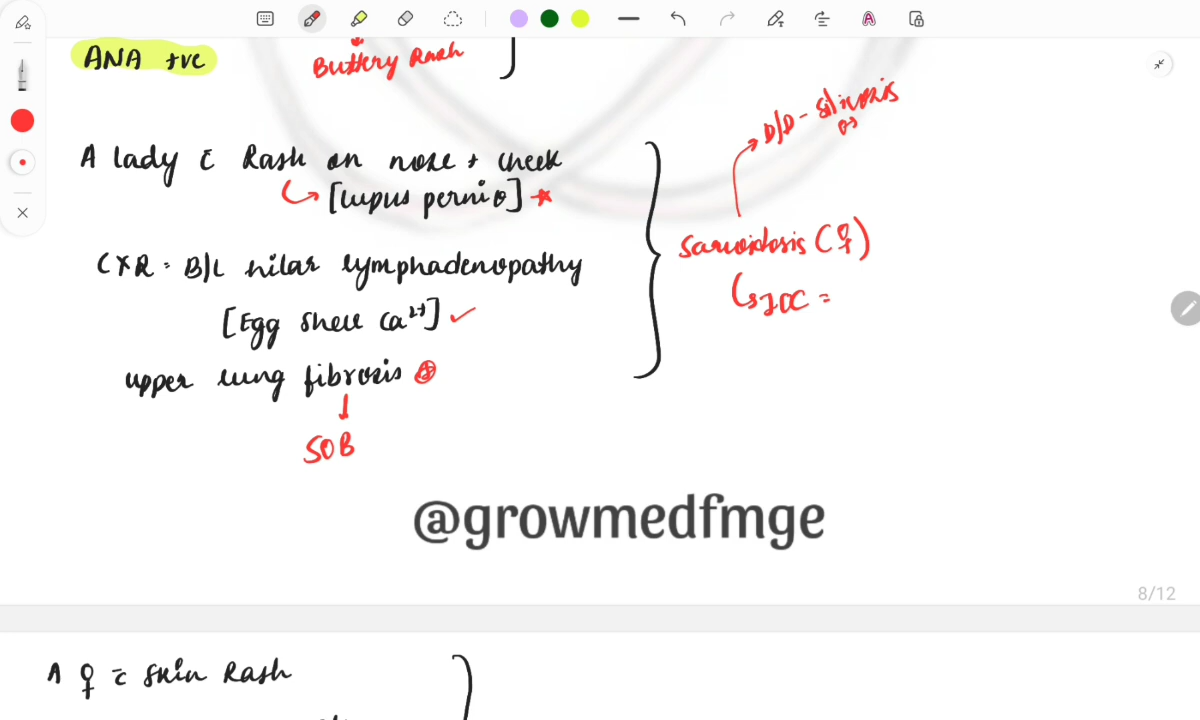 ANA +ve
Buttery Rash
A lady c̄ Rash on nose + cheek
[lupus pernio]
CXR = B/L hilar lymphadenopathy
[Egg shell Ca²⁺] ✓
upper lung fibrosis
↓
SOB
D/D - silicosis
Sarcoidosis (♀)
IOC =
@growmedfmge
8/12
A ♀ c̄ skin Rash